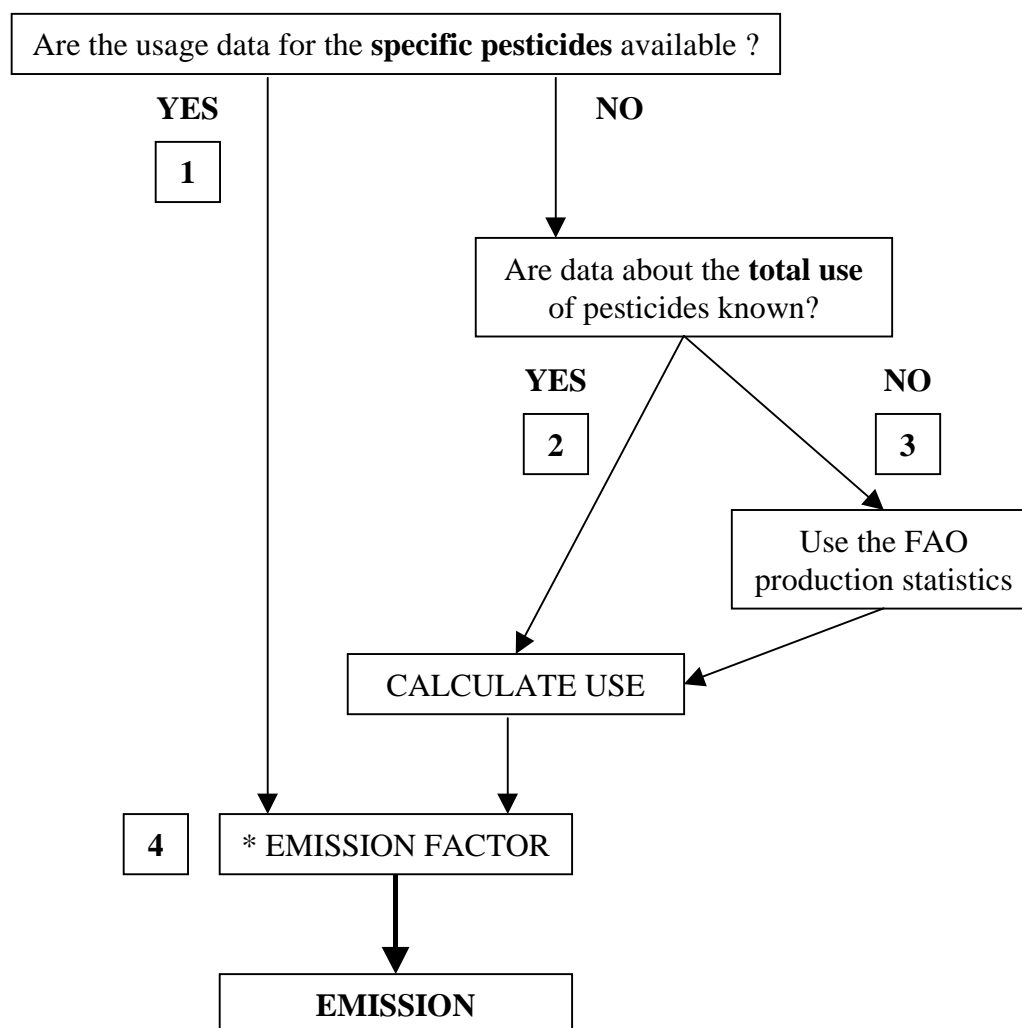 Are the usage data for the specific pesticides available ?
YES
NO
1
Are data about the total use
of pesticides known?
YES
NO
2
3
Use the FAO
production statistics
CALCULATE USE
4
* EMISSION FACTOR
EMISSION